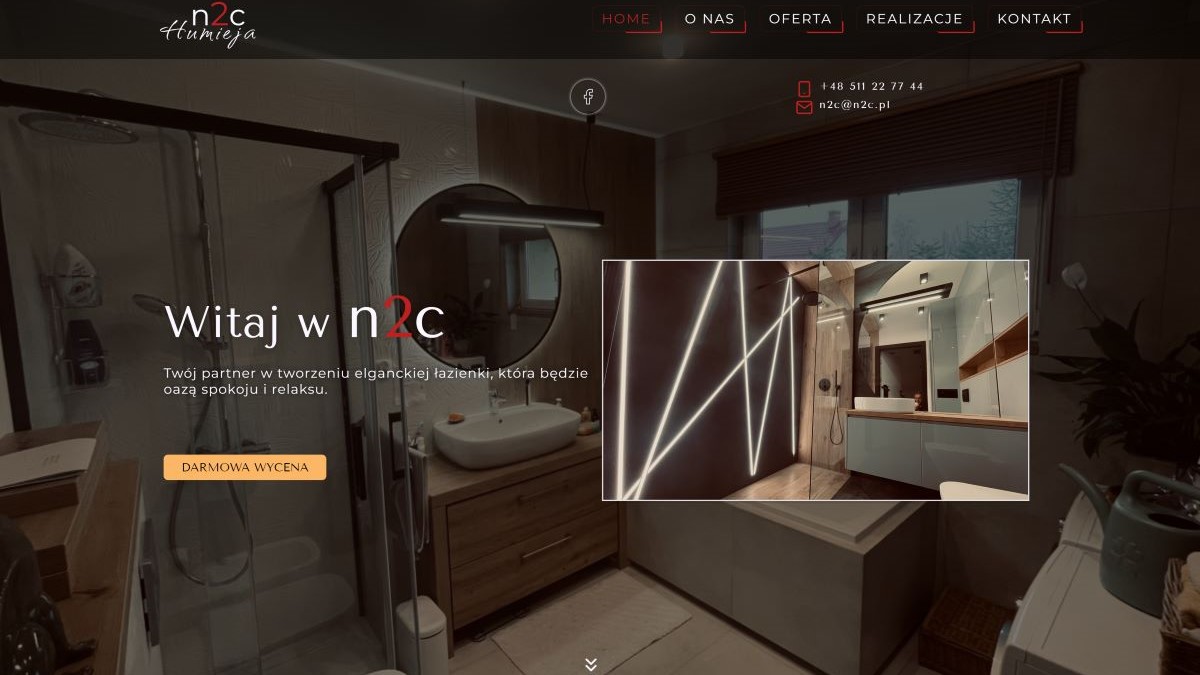 n2c
Humieja
HOME O NAS OFERTA REALIZACJE KONTAKT
+48 511 22 77 44
n2c@n2c.pl
Witaj w n2c
Twój partner w tworzeniu elganckiej łazienki, która będzie
oazą spokoju i relaksu.
DARMOWA WYCENA